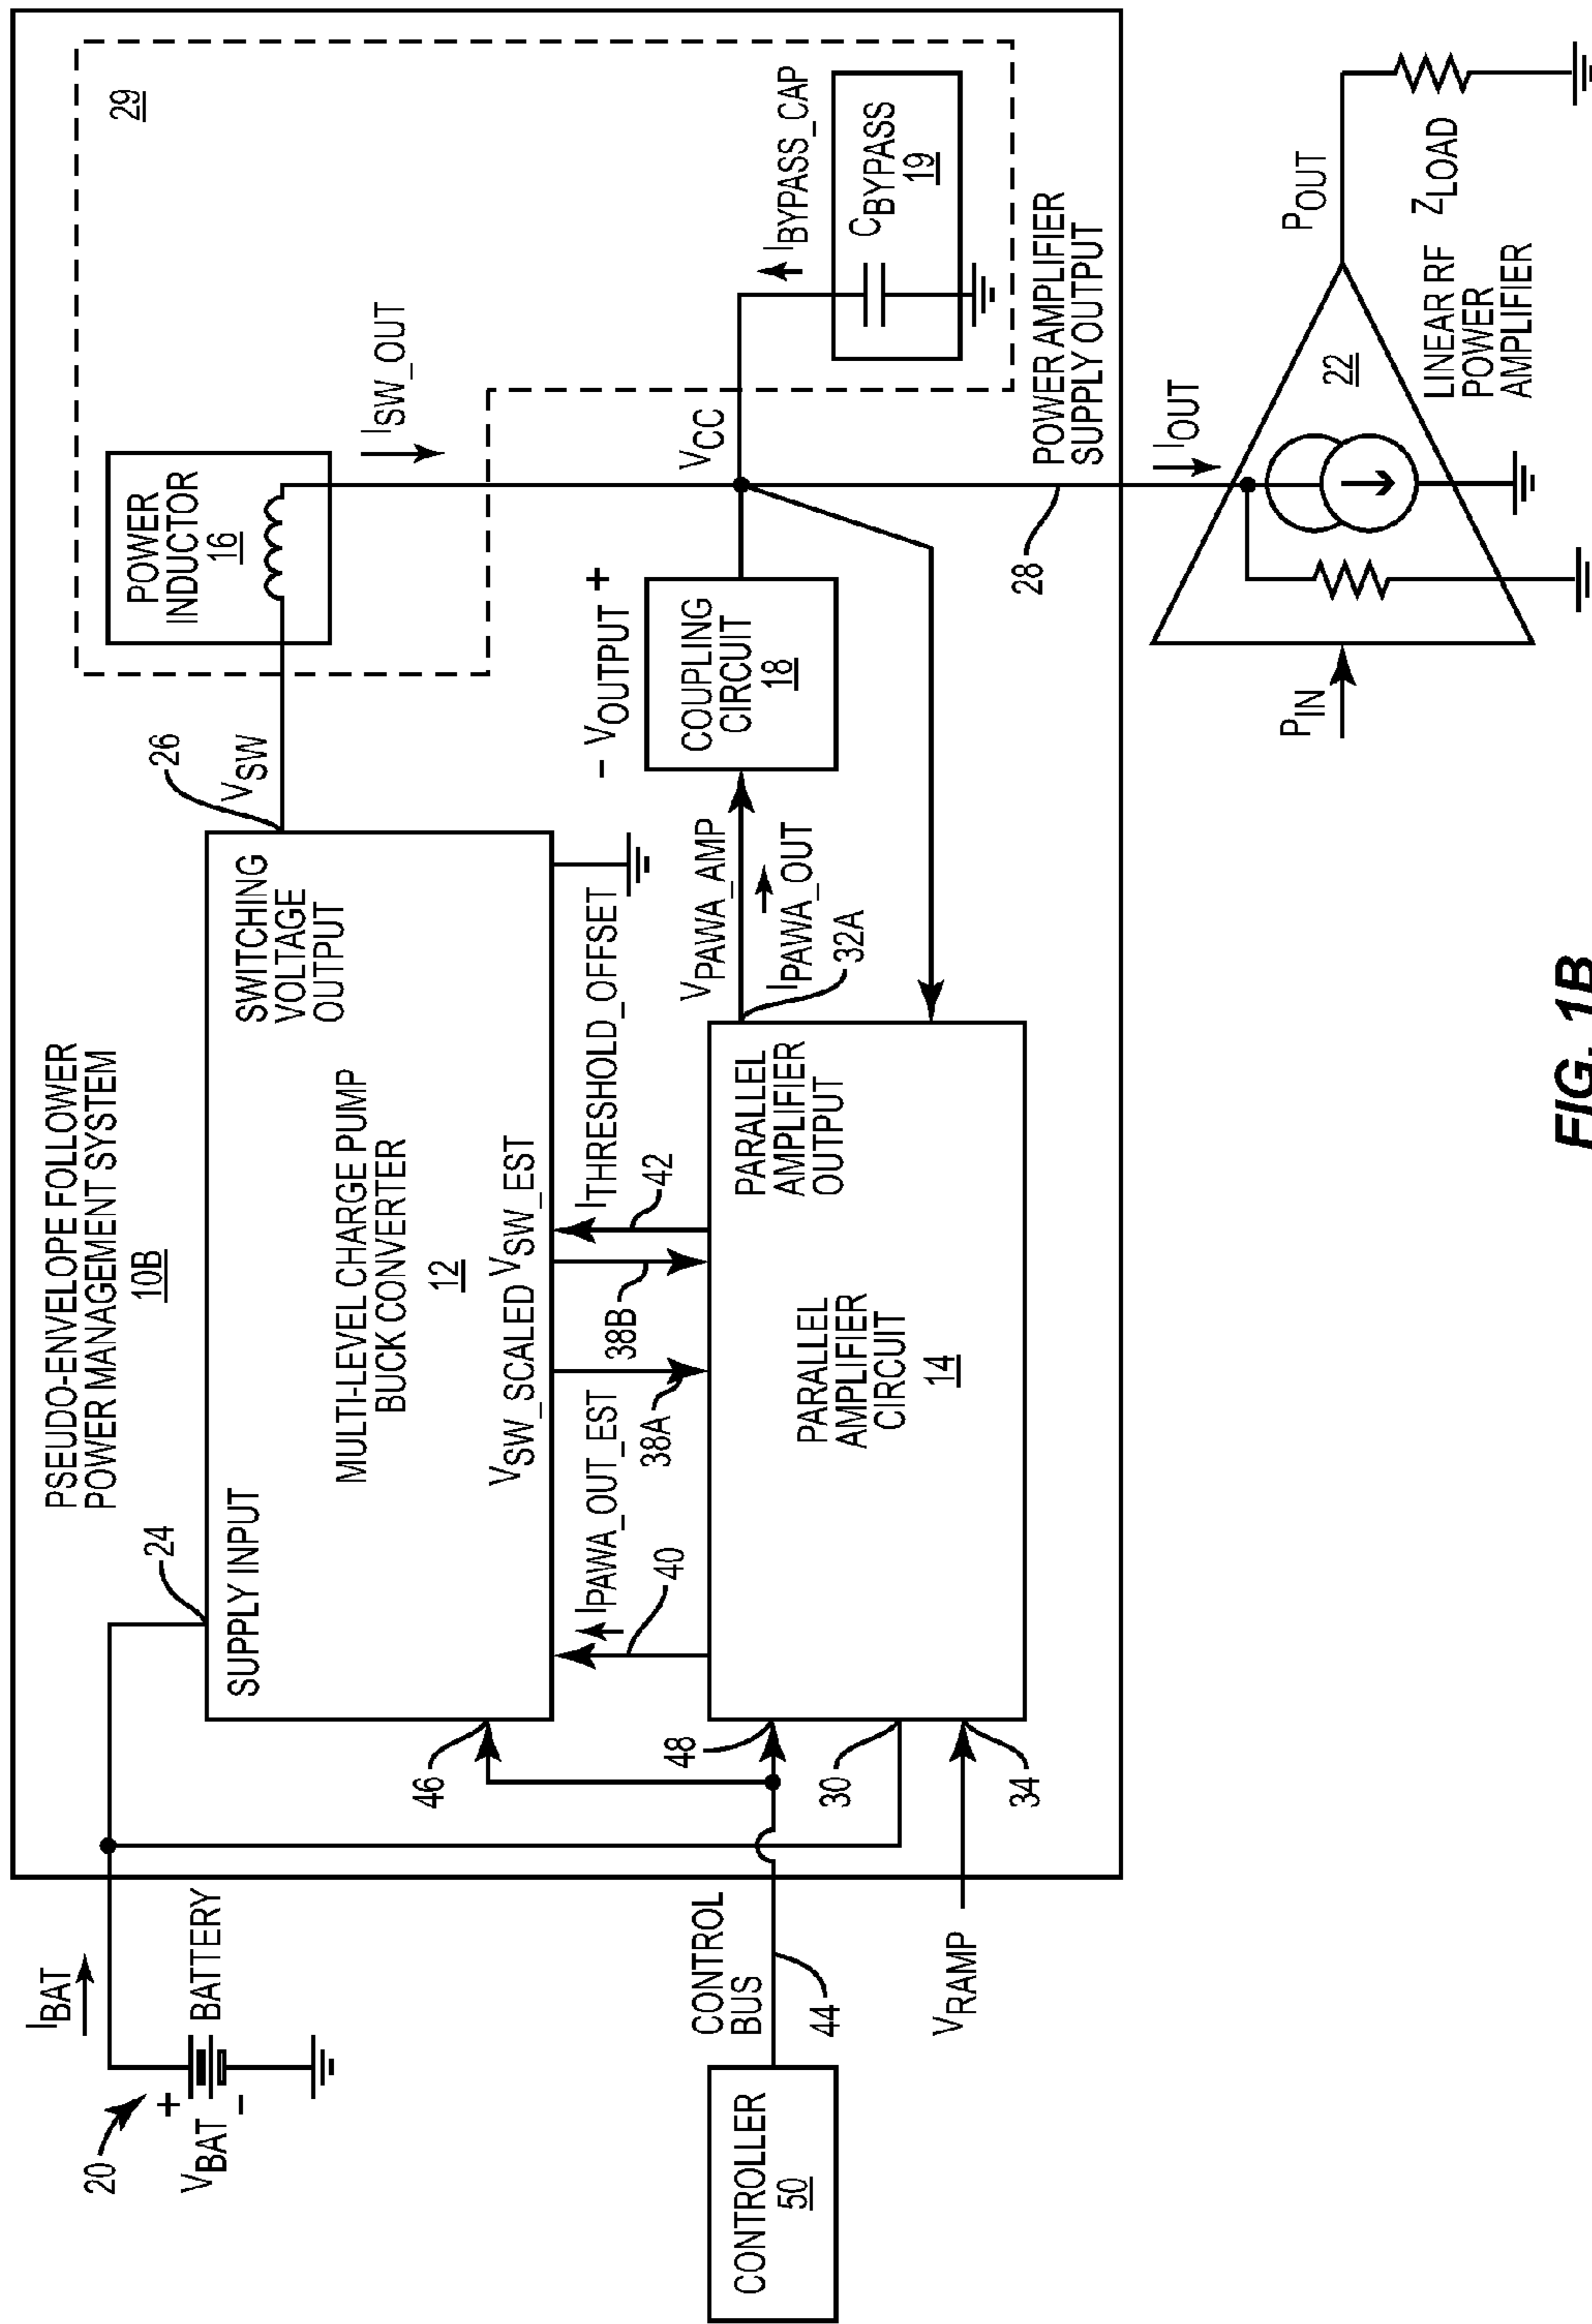 PSEUDO-ENVELOPE FOLLOWER
POWER MANAGEMENT SYSTEM
10B
IBAT
20
+
VBAT
-
BATTERY
24
SUPPLY INPUT
MULTI-LEVEL CHARGE PUMP
BUCK CONVERTER
12
SWITCHING
VOLTAGE
OUTPUT
26
VSW
POWER
INDUCTOR
16
29
ISW_OUT
46
VSW_SCALED
VSW_EST
IPAWA_OUT_EST
40
38A
38B
42
ITHRESHOLD_OFFSET
- VOUTPUT +
COUPLING
CIRCUIT
18
VCC
IBYPASS_CAP
CBYPASS
19
CONTROLLER
50
CONTROL
BUS
44
48
30
34
VRAMP
PARALLEL
AMPLIFIER
CIRCUIT
14
PARALLEL
AMPLIFIER
OUTPUT
VPAWA_AMP
IPAWA_OUT
32A
28
POWER AMPLIFIER
SUPPLY OUTPUT
IOUT
PIN
22
LINEAR RF
POWER
AMPLIFIER
POUT
ZLOAD
FIG. 1B